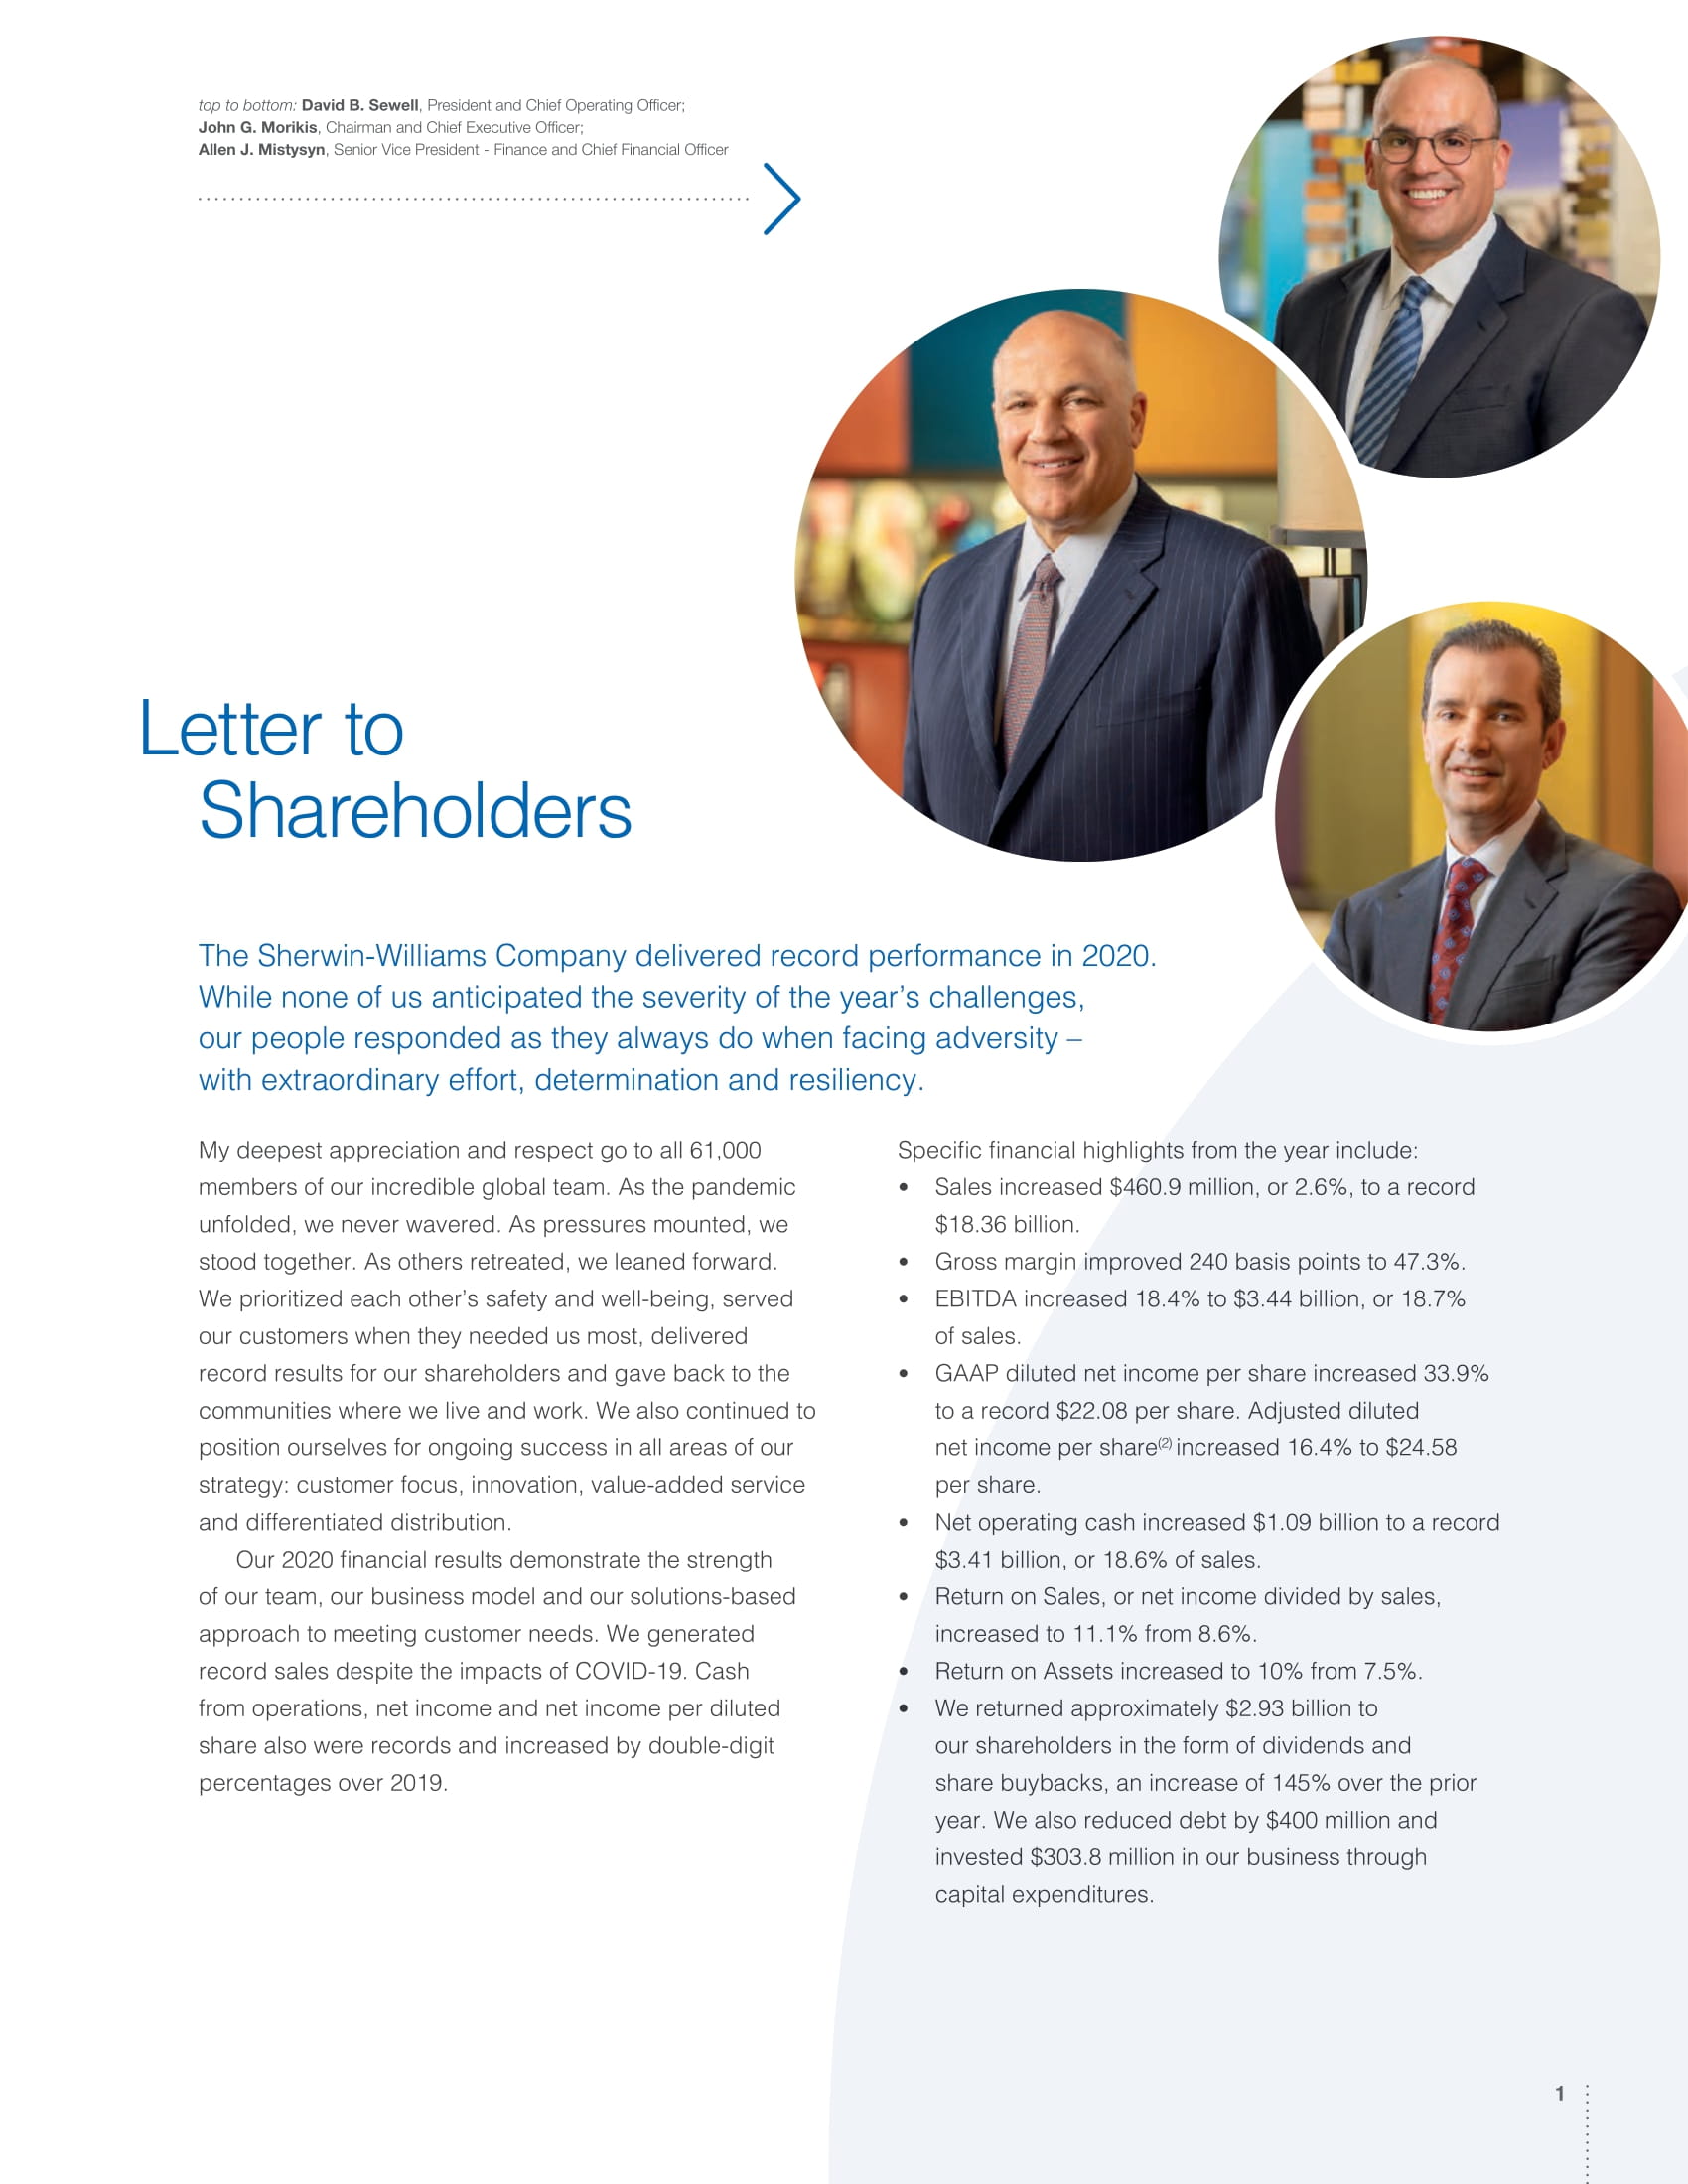 top to bottom: David B. Sewell, President and Chief Operating Officer;
John G. Morikis, Chairman and Chief Executive Officer;
Allen J. Mistysyn, Senior Vice President - Finance and Chief Financial Officer
Letter to
Shareholders
The Sherwin-Williams Company delivered record performance in 2020.
While none of us anticipated the severity of the year’s challenges,
our people responded as they always do when facing adversity –
with extraordinary effort, determination and resiliency.
My deepest appreciation and respect go to all 61,000
members of our incredible global team. As the pandemic
unfolded, we never wavered. As pressures mounted, we
stood together. As others retreated, we leaned forward.
We prioritized each other’s safety and well-being, served
our customers when they needed us most, delivered
record results for our shareholders and gave back to the
communities where we live and work. We also continued to
position ourselves for ongoing success in all areas of our
strategy: customer focus, innovation, value-added service
and differentiated distribution.
Our 2020 financial results demonstrate the strength
of our team, our business model and our solutions-based
approach to meeting customer needs. We generated
record sales despite the impacts of COVID-19. Cash
from operations, net income and net income per diluted
share also were records and increased by double-digit
percentages over 2019.
Specific financial highlights from the year include:
• Sales increased $460.9 million, or 2.6%, to a record
$18.36 billion.
• Gross margin improved 240 basis points to 47.3%.
• EBITDA increased 18.4% to $3.44 billion, or 18.7%
of sales.
• GAAP diluted net income per share increased 33.9%
to a record $22.08 per share. Adjusted diluted
net income per share(2) increased 16.4% to $24.58
per share.
• Net operating cash increased $1.09 billion to a record
$3.41 billion, or 18.6% of sales.
• Return on Sales, or net income divided by sales,
increased to 11.1% from 8.6%.
• Return on Assets increased to 10% from 7.5%.
• We returned approximately $2.93 billion to
our shareholders in the form of dividends and
share buybacks, an increase of 145% over the prior
year. We also reduced debt by $400 million and
invested $303.8 million in our business through
capital expenditures.
1